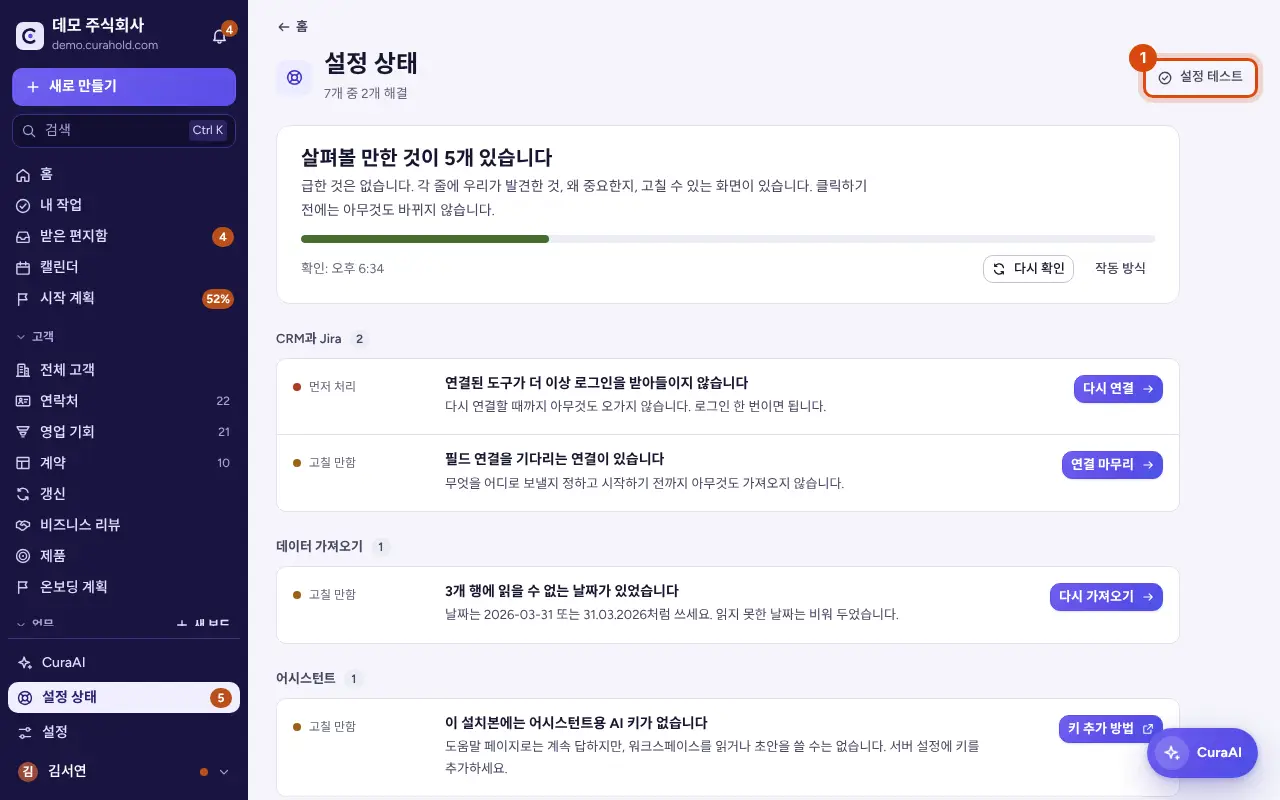 데모 주식회사
demo.curahold.com
4
새로 만들기
검색
Ctrl K
홈
내 작업
받은 편지함
4
캘린더
시작 계획
52%
고객
전체 고객
연락처
22
영업 기회
21
계약
10
갱신
비즈니스 리뷰
제품
온보딩 계획
업무
새 보드
CuraAI
설정 상태
5
설정
김
김서연
홈
설정 상태
7개 중 2개 해결
1
설정 테스트
살펴볼 만한 것이 5개 있습니다
급한 것은 없습니다. 각 줄에 우리가 발견한 것, 왜 중요한지, 고칠 수 있는 화면이 있습니다. 클릭하기
전에는 아무것도 바뀌지 않습니다.
확인: 오후 6:34
다시 확인
작동 방식
CRM과 Jira
2
먼저 처리
연결된 도구가 더 이상 로그인을 받아들이지 않습니다
다시 연결할 때까지 아무것도 오가지 않습니다. 로그인 한 번이면 됩니다.
다시 연결
고칠 만함
필드 연결을 기다리는 연결이 있습니다
무엇을 어디로 보낼지 정하고 시작하기 전까지 아무것도 가져오지 않습니다.
연결 마무리
데이터 가져오기
1
고칠 만함
3개 행에 읽을 수 없는 날짜가 있었습니다
날짜는 2026-03-31 또는 31.03.2026처럼 쓰세요. 읽지 못한 날짜는 비워 두었습니다.
다시 가져오기
어시스턴트
1
고칠 만함
이 설치본에는 어시스턴트용 AI 키가 없습니다
도움말 페이지로는 계속 답하지만, 워크스페이스를 읽거나 초안을 쓸 수는 없습니다. 서버 설정에 키를
추가하세요.
키 추가 방법
CuraAI